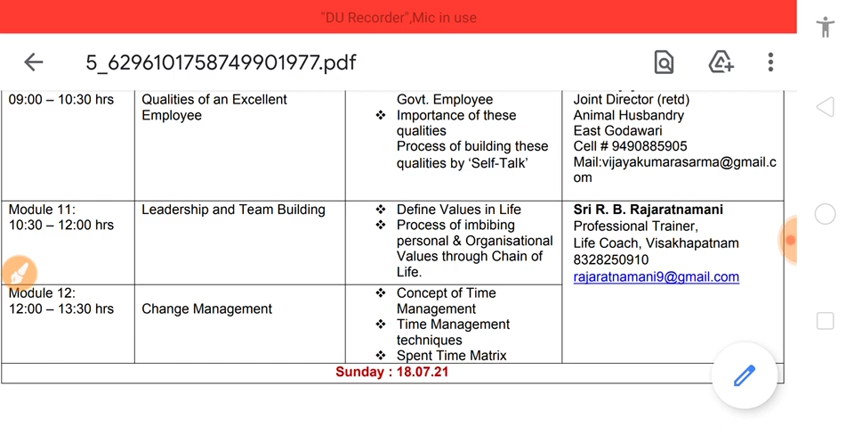 "DU Recorder",Mic in use
5_6296101758749901977.pdf
09:00 – 10:30 hrs
Qualities of an Excellent
Employee
Govt. Employee
❖ Importance of these
qualities
Process of building these
qualities by ‘Self-Talk’
Joint Director (retd)
Animal Husbandry
East Godawari
Cell # 9490885905
Mail:vijayakumarasarma@gmail.c
om
Module 11:
10:30 – 12:00 hrs
Leadership and Team Building
❖ Define Values in Life
❖ Process of imbibing
personal & Organisational
Values through Chain of
Life.
Sri R. B. Rajaratnamani
Professional Trainer,
Life Coach, Visakhapatnam
8328250910
rajaratnamani9@gmail.com
Module 12:
12:00 – 13:30 hrs
Change Management
❖ Concept of Time
Management
❖ Time Management
techniques
❖ Spent Time Matrix
Sunday : 18.07.21